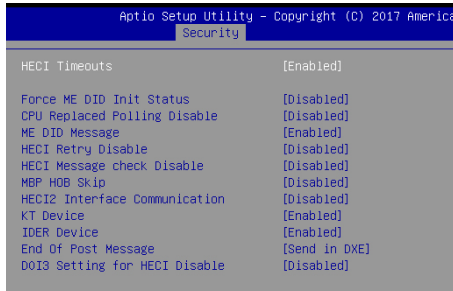 Aptio Setup Utility – Copyright (C) 2017 America
Security
HECI Timeouts [Enabled]
Force ME DID Init Status [Disabled]
CPU Replaced Polling Disable [Disabled]
ME DID Message [Enabled]
HECI Retry Disable [Disabled]
HECI Message check Disable [Disabled]
MBP HOB Skip [Disabled]
HECI2 Interface Communication [Disabled]
KT Device [Enabled]
IDER Device [Enabled]
End Of Post Message [Send in DXE]
DOI3 Setting for HECI Disable [Disabled]